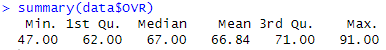 > summary(data$OVR)
Min. 1st Qu. Median Mean 3rd Qu. Max.
47.00 62.00 67.00 66.84 71.00 91.00